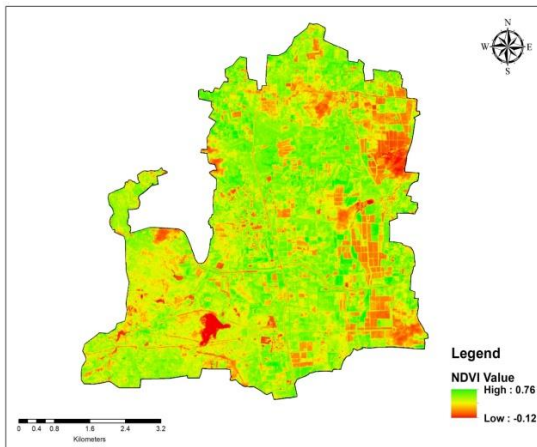 N
W E
S
Legend
NDVI Value
High : 0.76
Low : -0.12
0 0.4 0.8 1.6 2.4 3.2
Kilometers